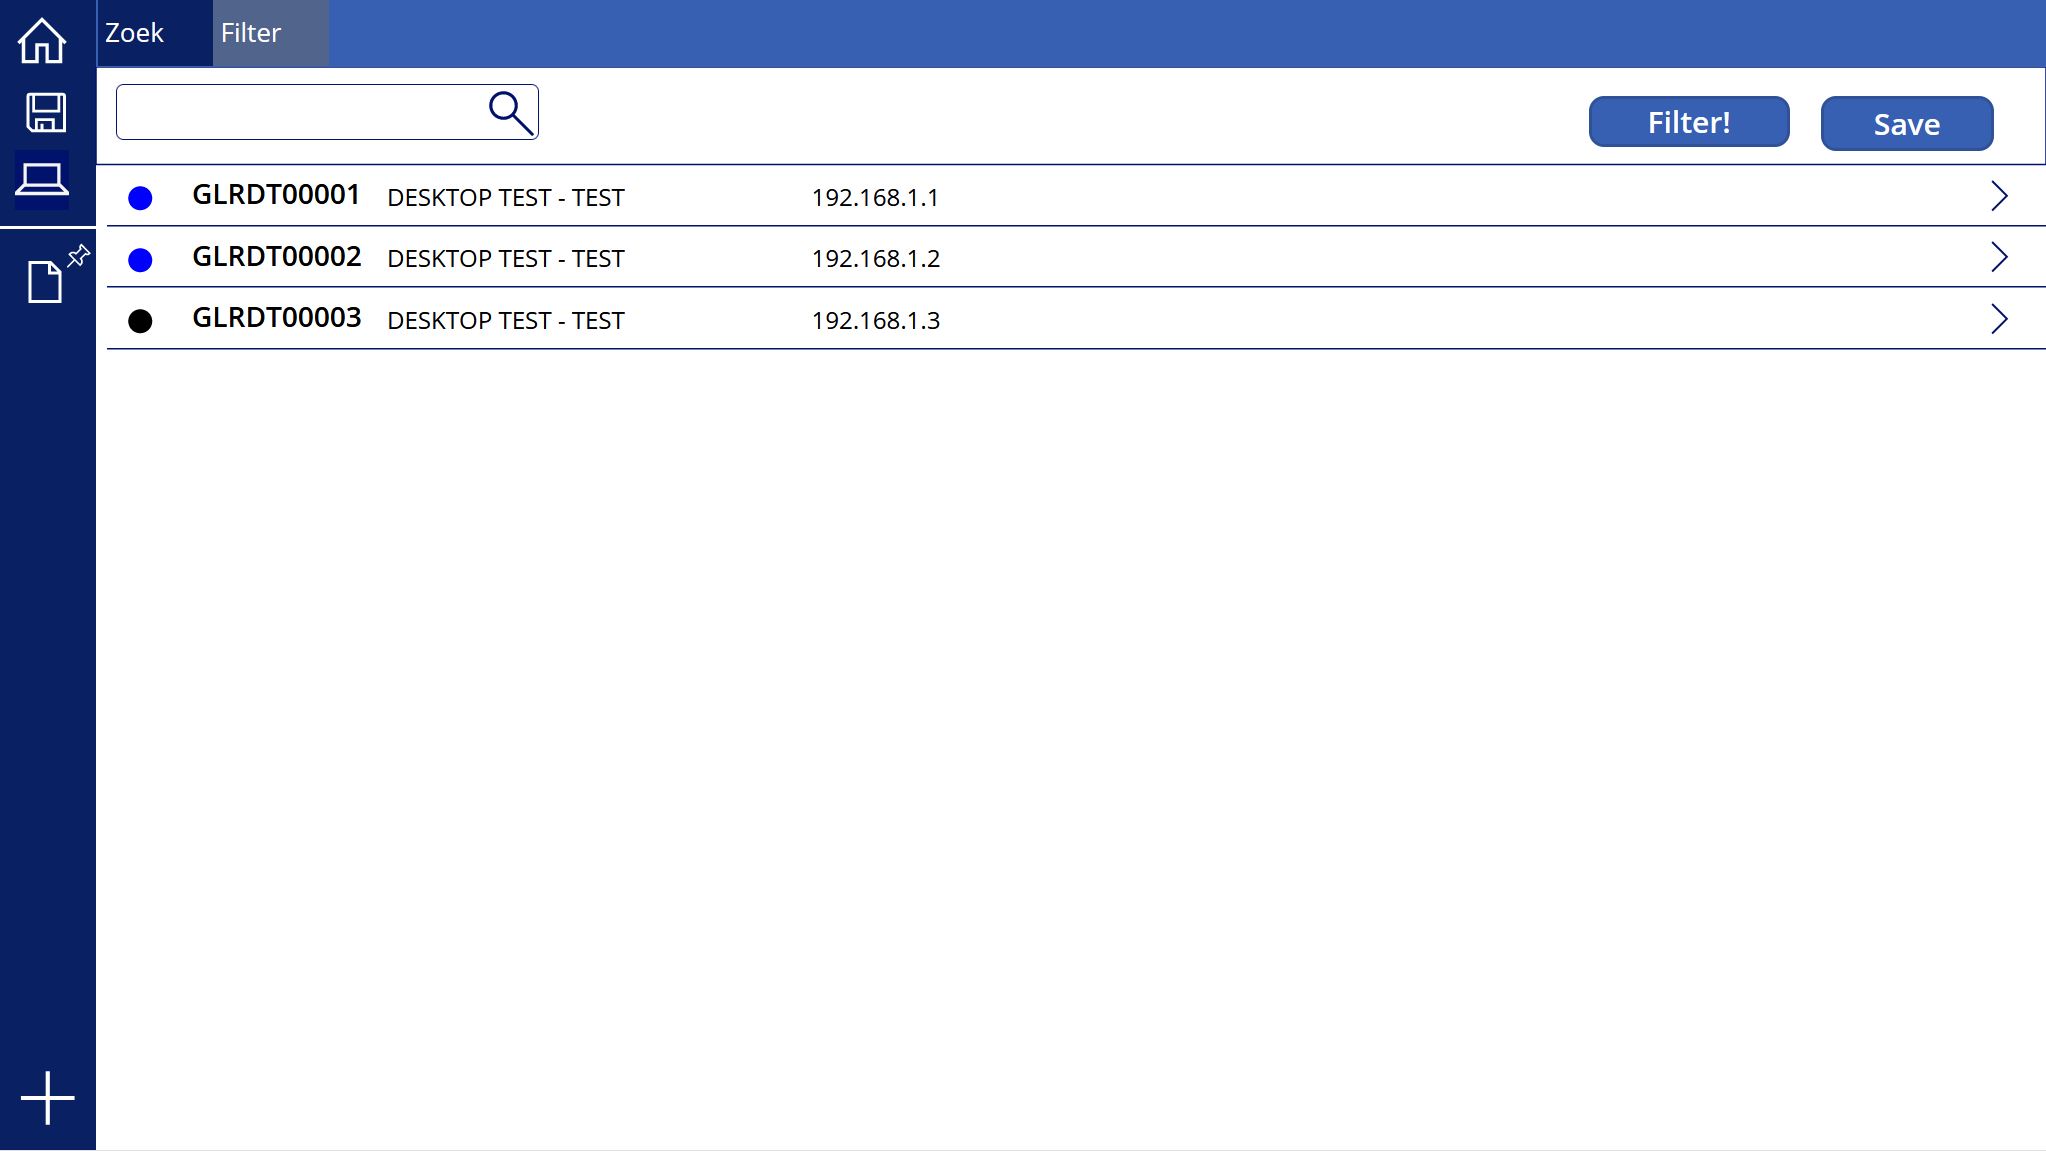 Zoek Filter
Filter! Save
GLRDT00001 DESKTOP TEST - TEST 192.168.1.1
GLRDT00002 DESKTOP TEST - TEST 192.168.1.2
GLRDT00003 DESKTOP TEST - TEST 192.168.1.3